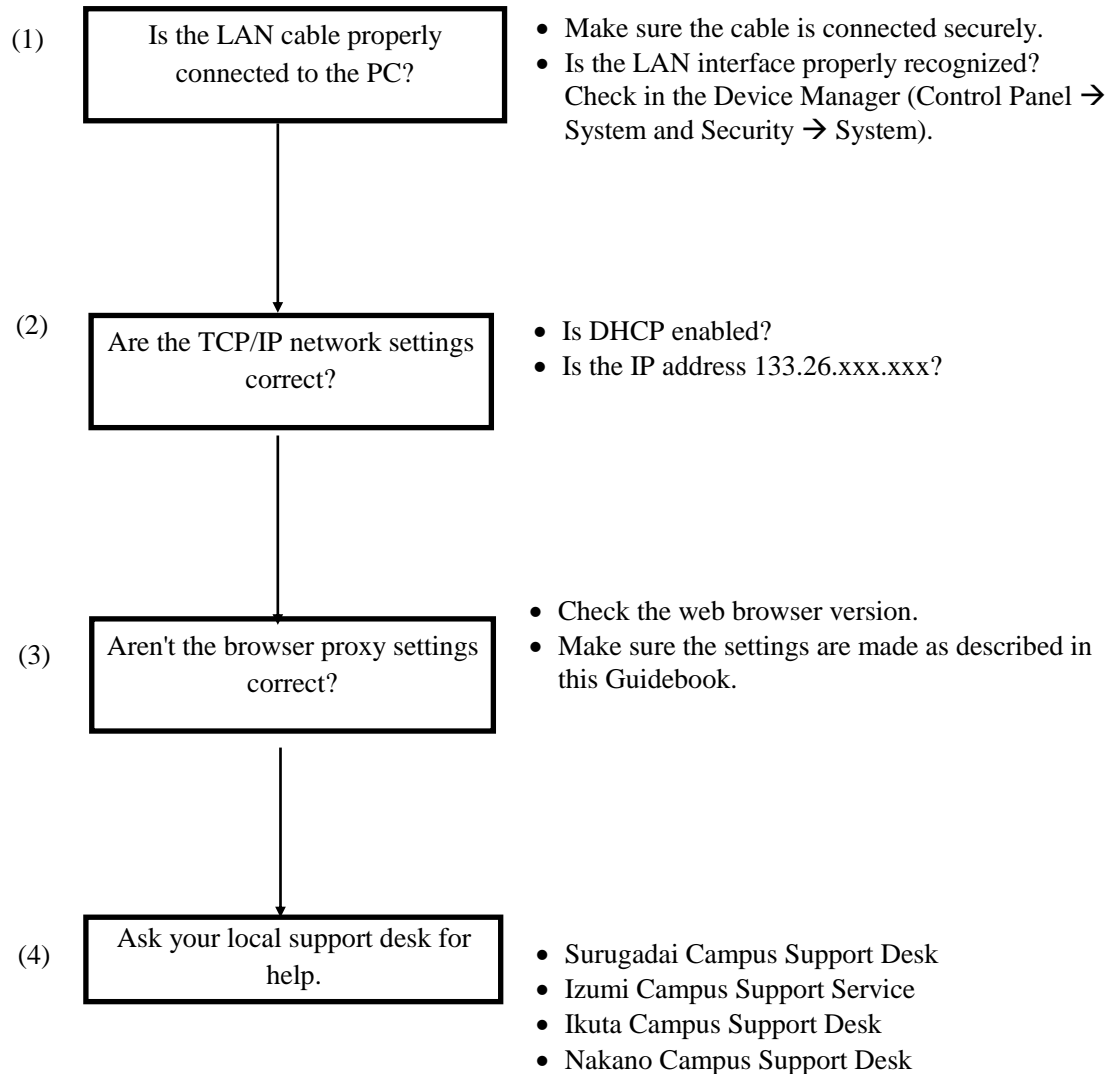 (1)
Is the LAN cable properly
connected to the PC?
• Make sure the cable is connected securely.
• Is the LAN interface properly recognized?
Check in the Device Manager (Control Panel →
System and Security → System).
(2)
Are the TCP/IP network settings
correct?
• Is DHCP enabled?
• Is the IP address 133.26.xxx.xxx?
(3)
Aren't the browser proxy settings
correct?
• Check the web browser version.
• Make sure the settings are made as described in
this Guidebook.
(4)
Ask your local support desk for
help.
• Surugadai Campus Support Desk
• Izumi Campus Support Service
• Ikuta Campus Support Desk
• Nakano Campus Support Desk